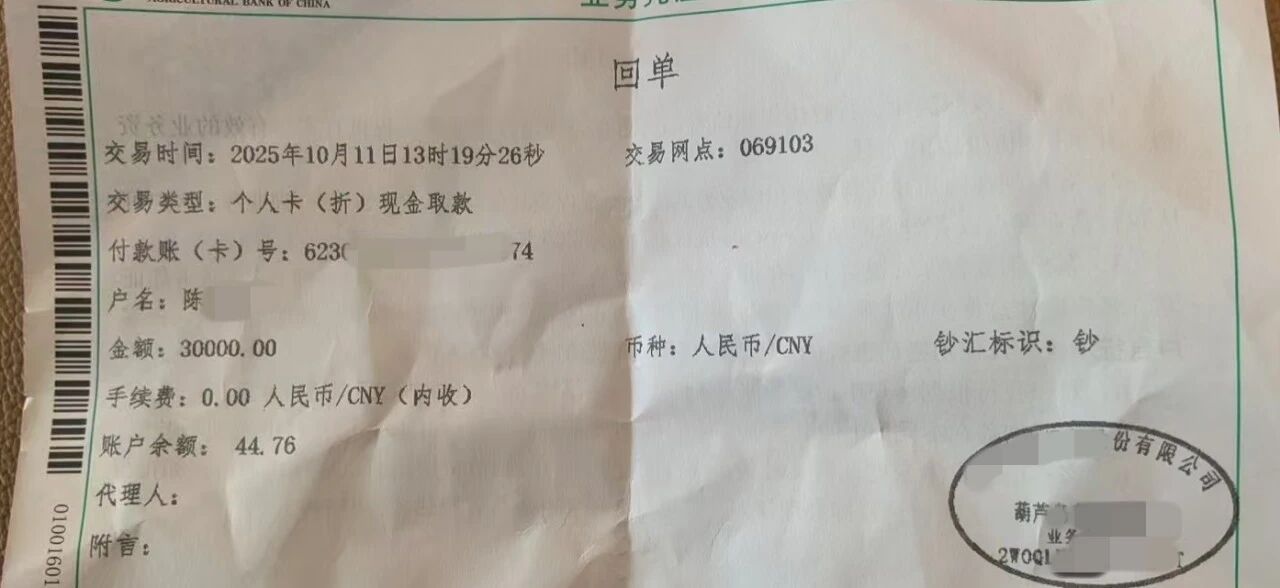 AGRICULTURAL BANK OF CHINA
回单
交易时间：2025年10月11日13时19分26秒 交易网点：069103
交易类型：个人卡（折）现金取款
付款账（卡）号：623 74
户名：陈
金额：30000.00 币种：人民币/CNY 钞汇标识：钞
手续费：0.00 人民币/CNY（内收）
账户余额： 44.76
代理人：
附言：
份有限公司
葫芦
业务
2WOQ
01001601